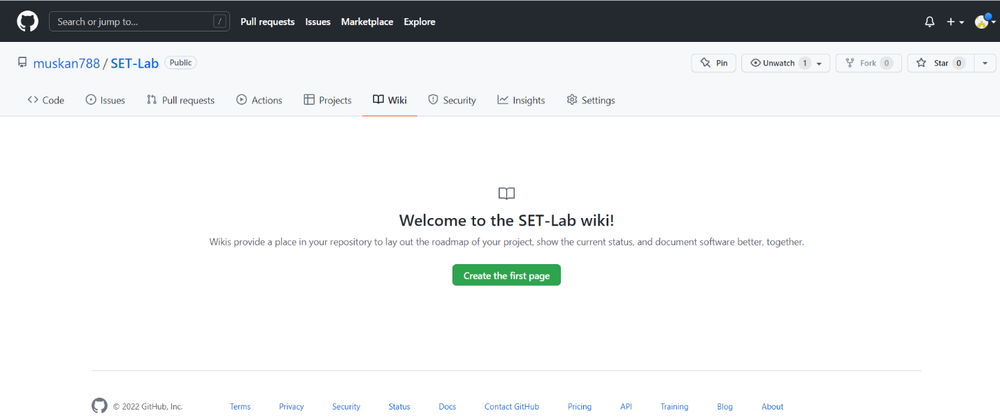 Search or jump to... / Pull requests Issues Marketplace Explore
muskan788 / SET-Lab Public Pin Unwatch 1 Fork 0 Star 0
Code Issues Pull requests Actions Projects Wiki Security Insights Settings
Welcome to the SET-Lab wiki!
Wikis provide a place in your repository to lay out the roadmap of your project, show the current status, and document software better, together.
Create the first page
© 2022 GitHub, Inc. Terms Privacy Security Status Docs Contact GitHub Pricing API Training Blog About